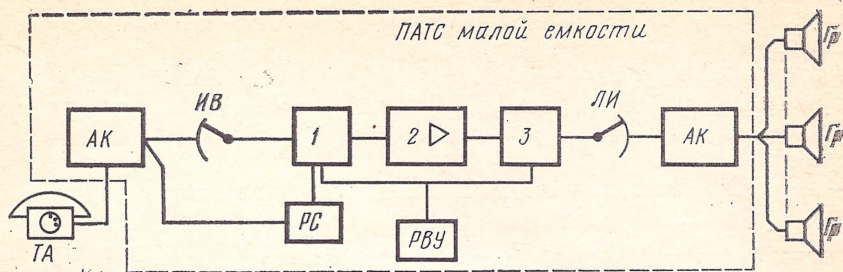 ПАТС малой емкости
Гр
ИВ
ЛИ
АК
1
2
3
АК
Гр
РС
РВУ
ТА
Гр